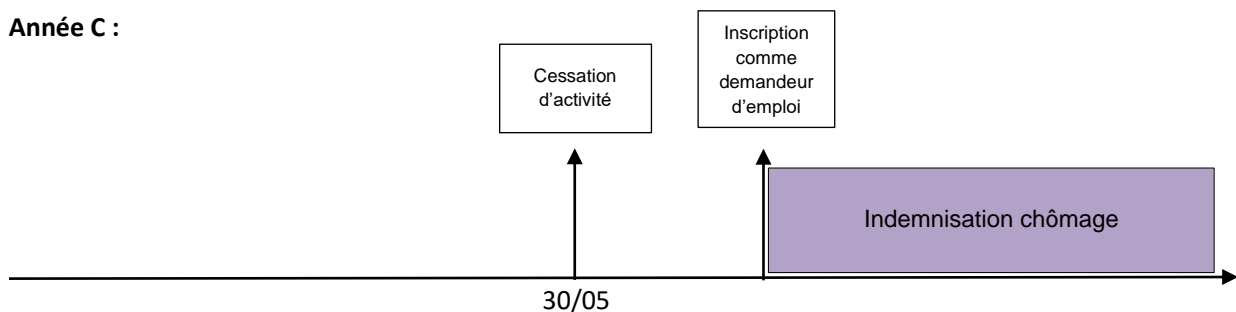 Année C :
Cessation
d’activité
Inscription
comme
demandeur
d’emploi
Indemnisation chômage
30/05